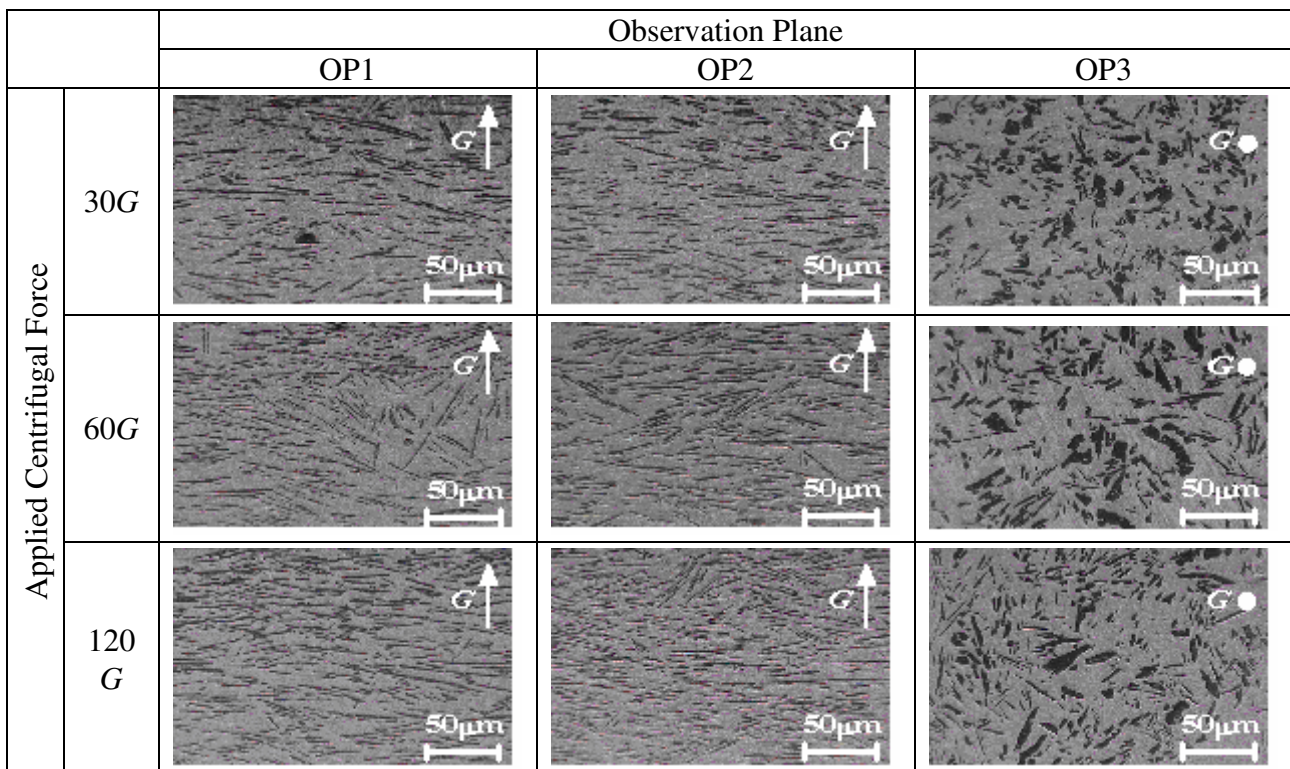 Observation Plane
OP1 OP2 OP3
Applied Centrifugal Force
30G
G
50μm
G
50μm
G
50μm
60G
G
50μm
G
50μm
G
50μm
120
G
G
50μm
G
50μm
G
50μm